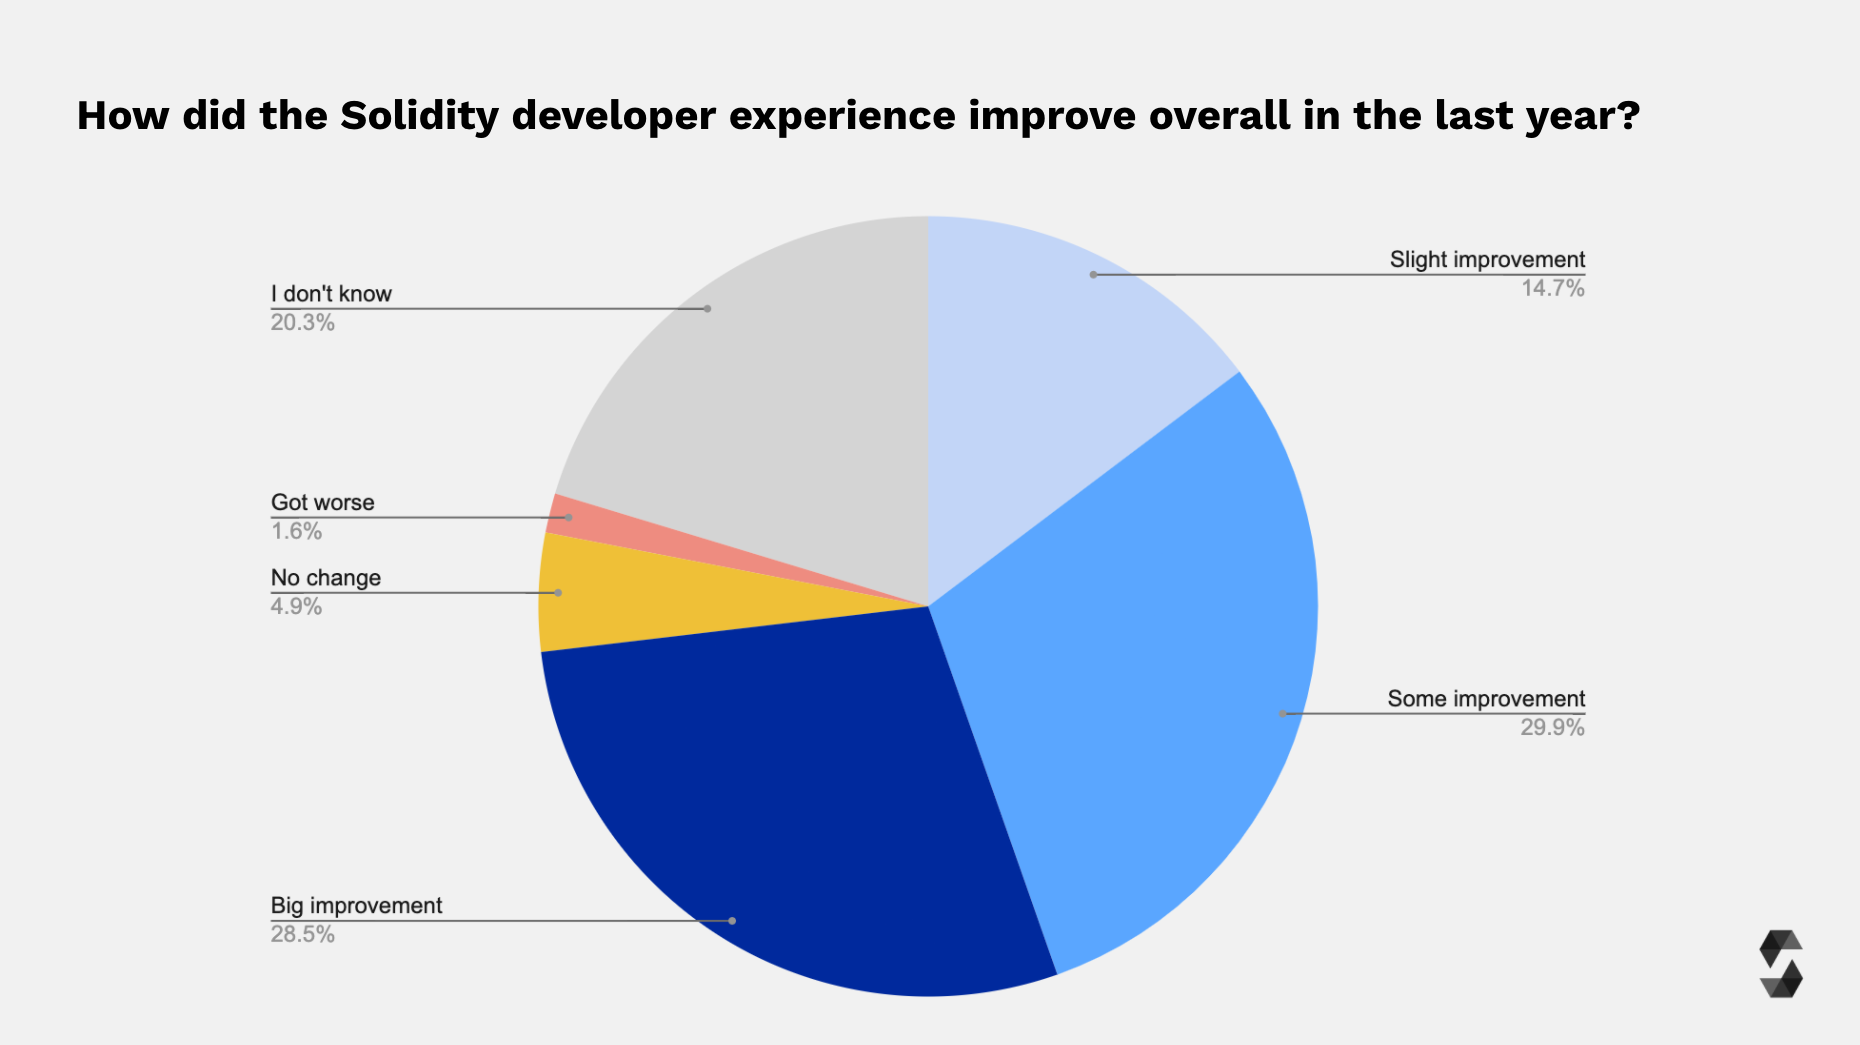 How did the Solidity developer experience improve overall in the last year?
Slight improvement
14.7%
I don't know
20.3%
Got worse
1.6%
No change
4.9%
Some improvement
29.9%
Big improvement
28.5%